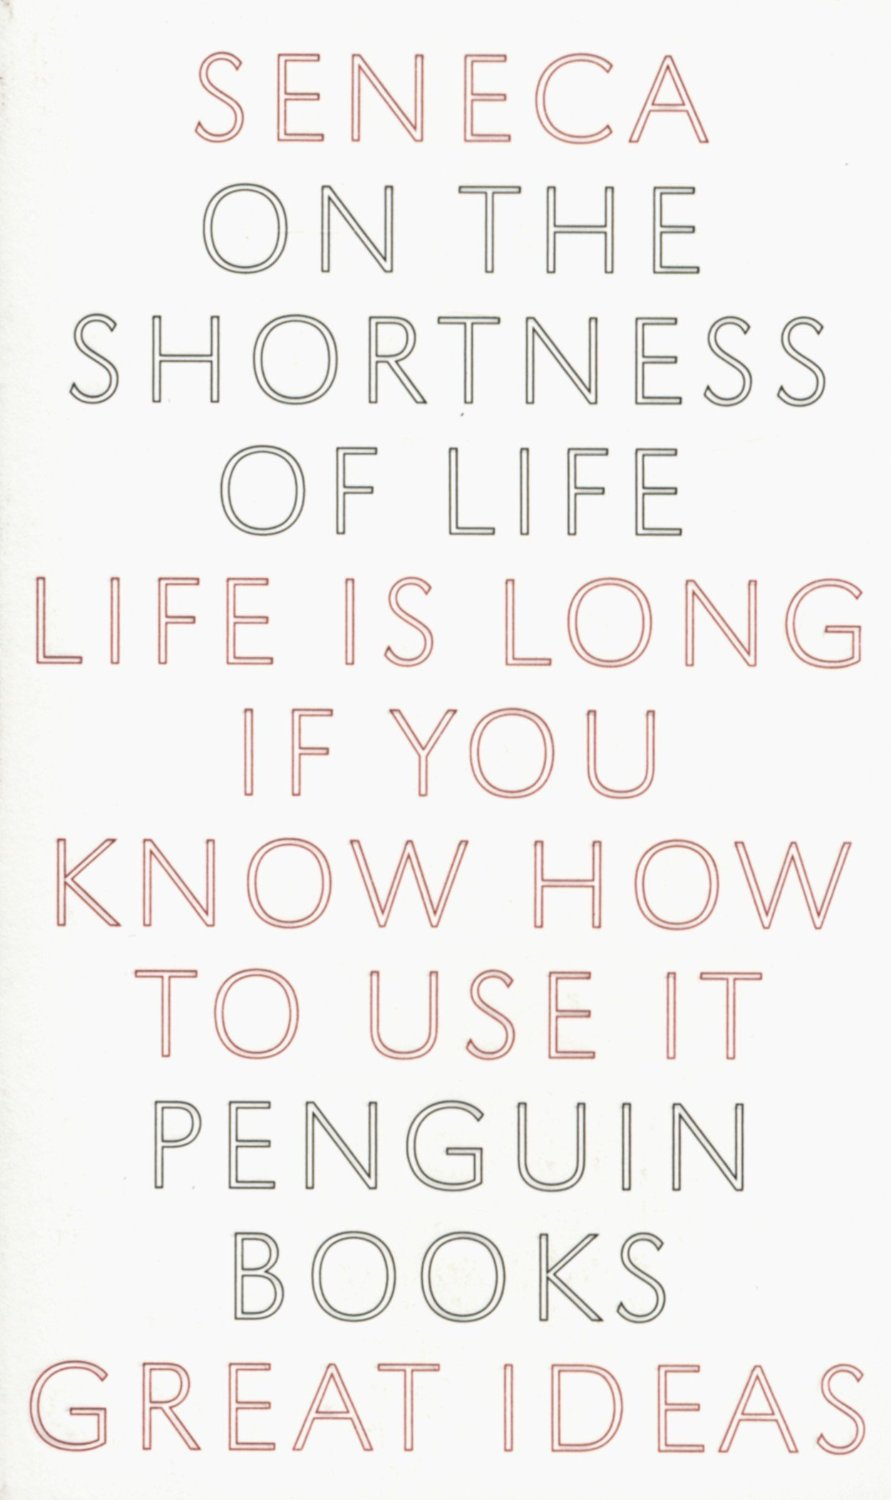 SENECA
ON THE
SHORTNESS
OF LIFE
LIFE IS LONG
IF YOU
KNOW HOW
TO USE IT
PENGUIN
BOOKS
GREAT IDEAS